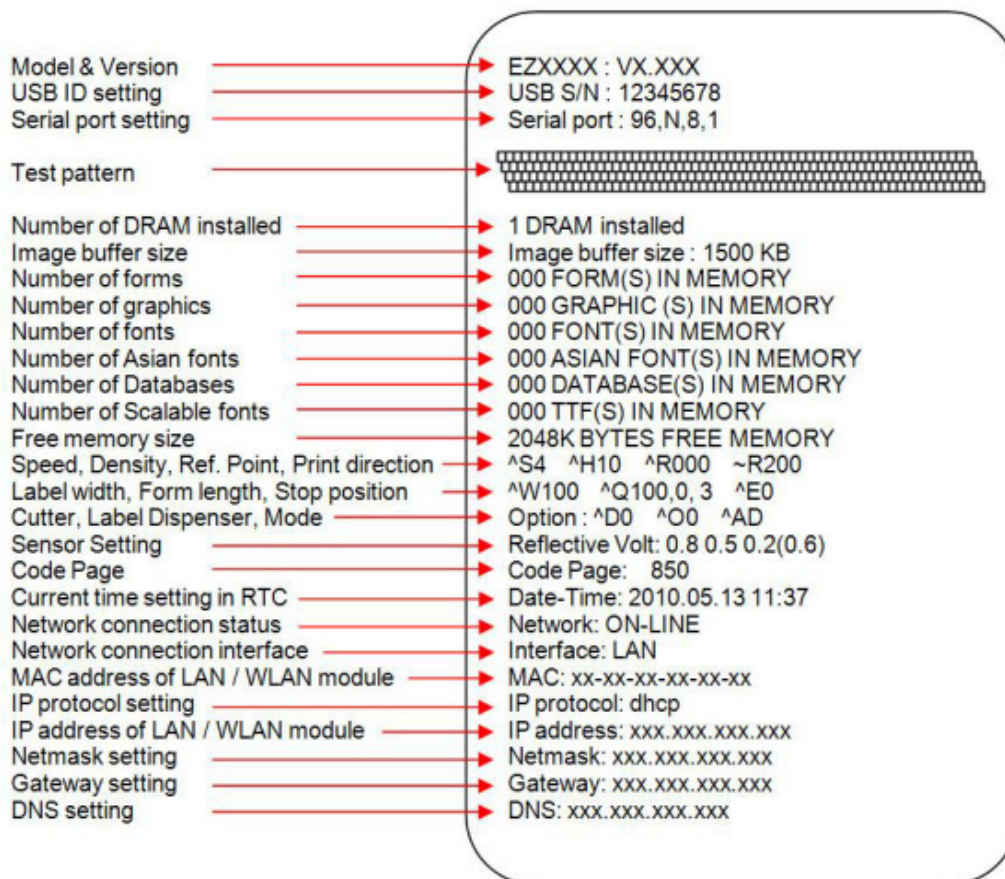 Model & Version EZXXXX : VX.XXX
USB ID setting USB S/N : 12345678
Serial port setting Serial port : 96,N,8,1
Test pattern
Number of DRAM installed 1 DRAM installed
Image buffer size Image buffer size : 1500 KB
Number of forms 000 FORM(S) IN MEMORY
Number of graphics 000 GRAPHIC (S) IN MEMORY
Number of fonts 000 FONT(S) IN MEMORY
Number of Asian fonts 000 ASIAN FONT(S) IN MEMORY
Number of Databases 000 DATABASE(S) IN MEMORY
Number of Scalable fonts 000 TTF(S) IN MEMORY
Free memory size 2048K BYTES FREE MEMORY
Speed, Density, Ref. Point, Print direction ^S4 ^H10 ^R000 ~R200
Label width, Form length, Stop position ^W100 ^Q100,0, 3 ^E0
Cutter, Label Dispenser, Mode Option : ^D0 ^O0 ^AD
Sensor Setting Reflective Volt: 0.8 0.5 0.2(0.6)
Code Page Code Page: 850
Current time setting in RTC Date-Time: 2010.05.13 11:37
Network connection status Network: ON-LINE
Network connection interface Interface: LAN
MAC address of LAN / WLAN module MAC: xx-xx-xx-xx-xx-xx
IP protocol setting IP protocol: dhcp
IP address of LAN / WLAN module IP address: xxx.xxx.xxx.xxx
Netmask setting Netmask: xxx.xxx.xxx.xxx
Gateway setting Gateway: xxx.xxx.xxx.xxx
DNS setting DNS: xxx.xxx.xxx.xxx